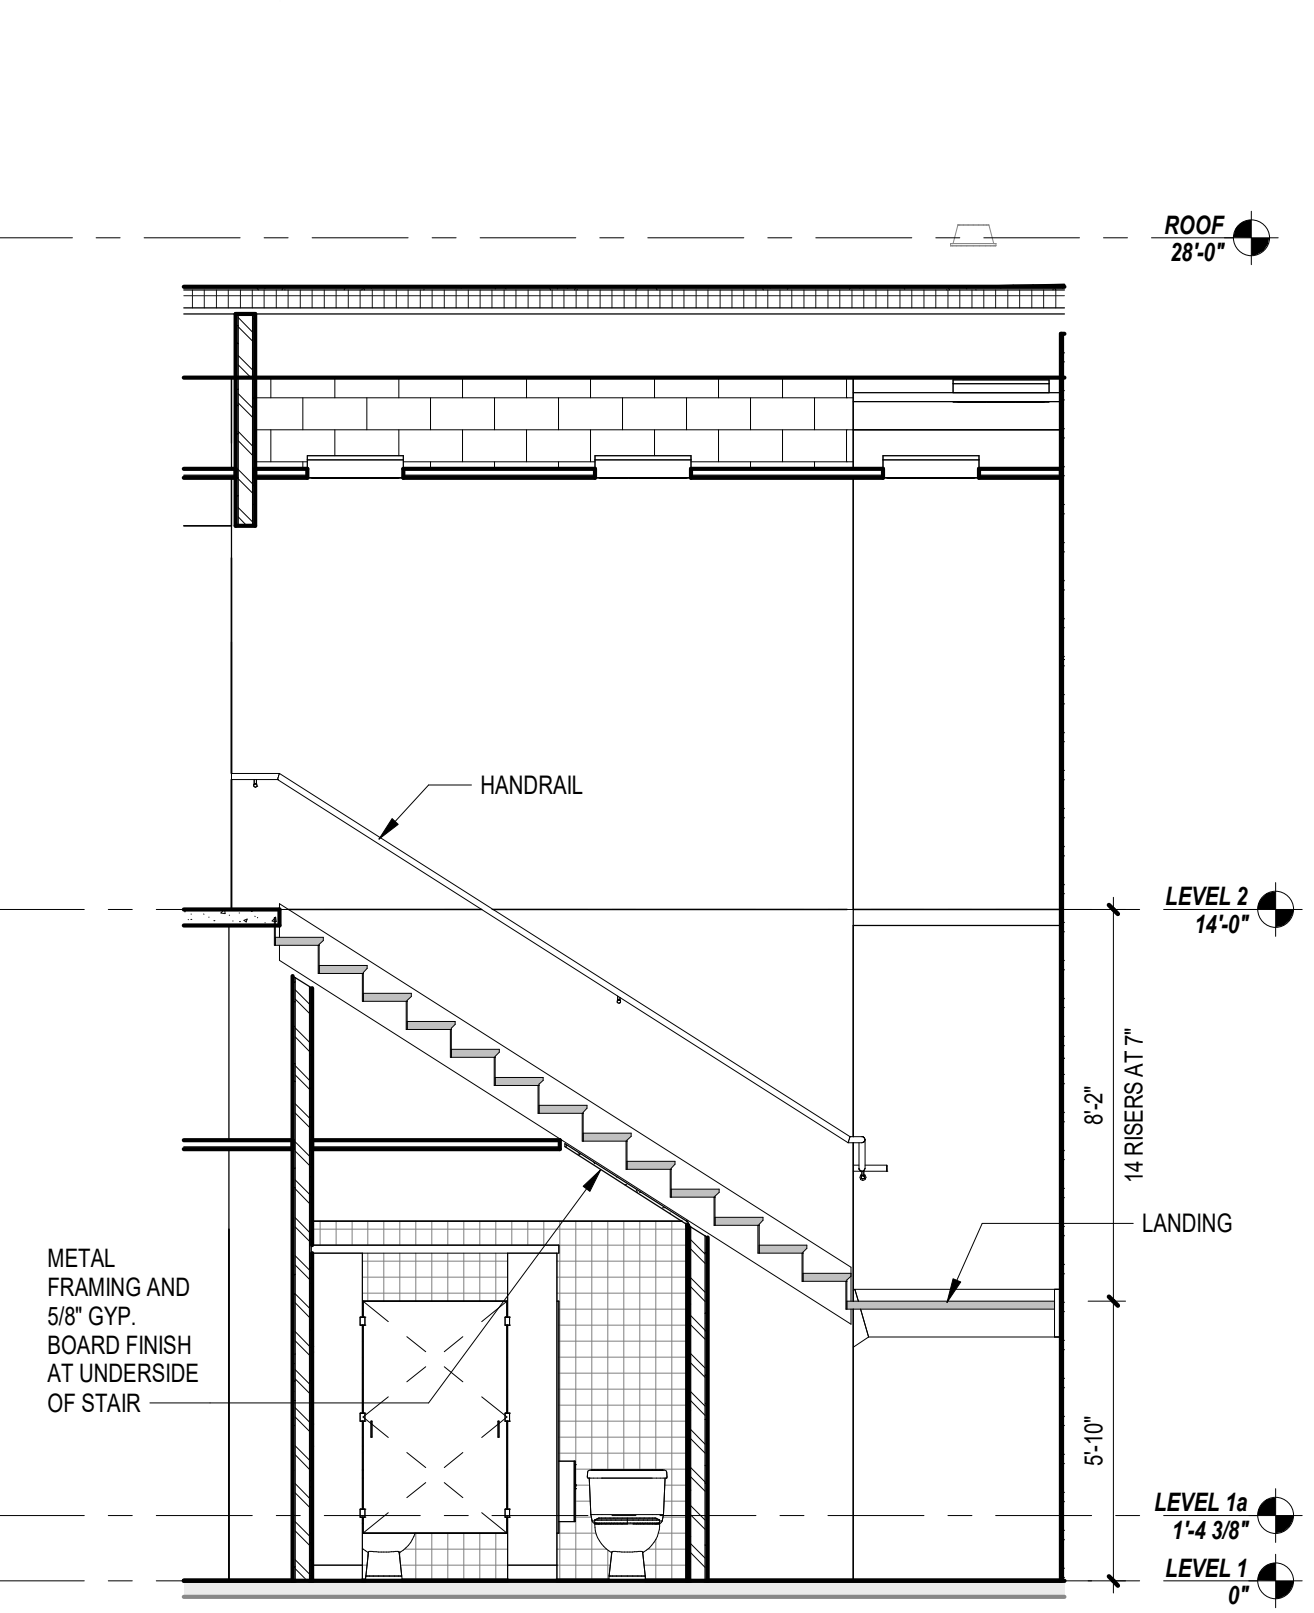 ROOF
28'-0"
HANDRAIL
LEVEL 2
14'-0"
8'-2"
14 RISERS AT 7"
LANDING
METAL
FRAMING AND
5/8" GYP.
BOARD FINISH
AT UNDERSIDE
OF STAIR
5'-10"
LEVEL 1a
1'-4 3/8"
LEVEL 1
0"